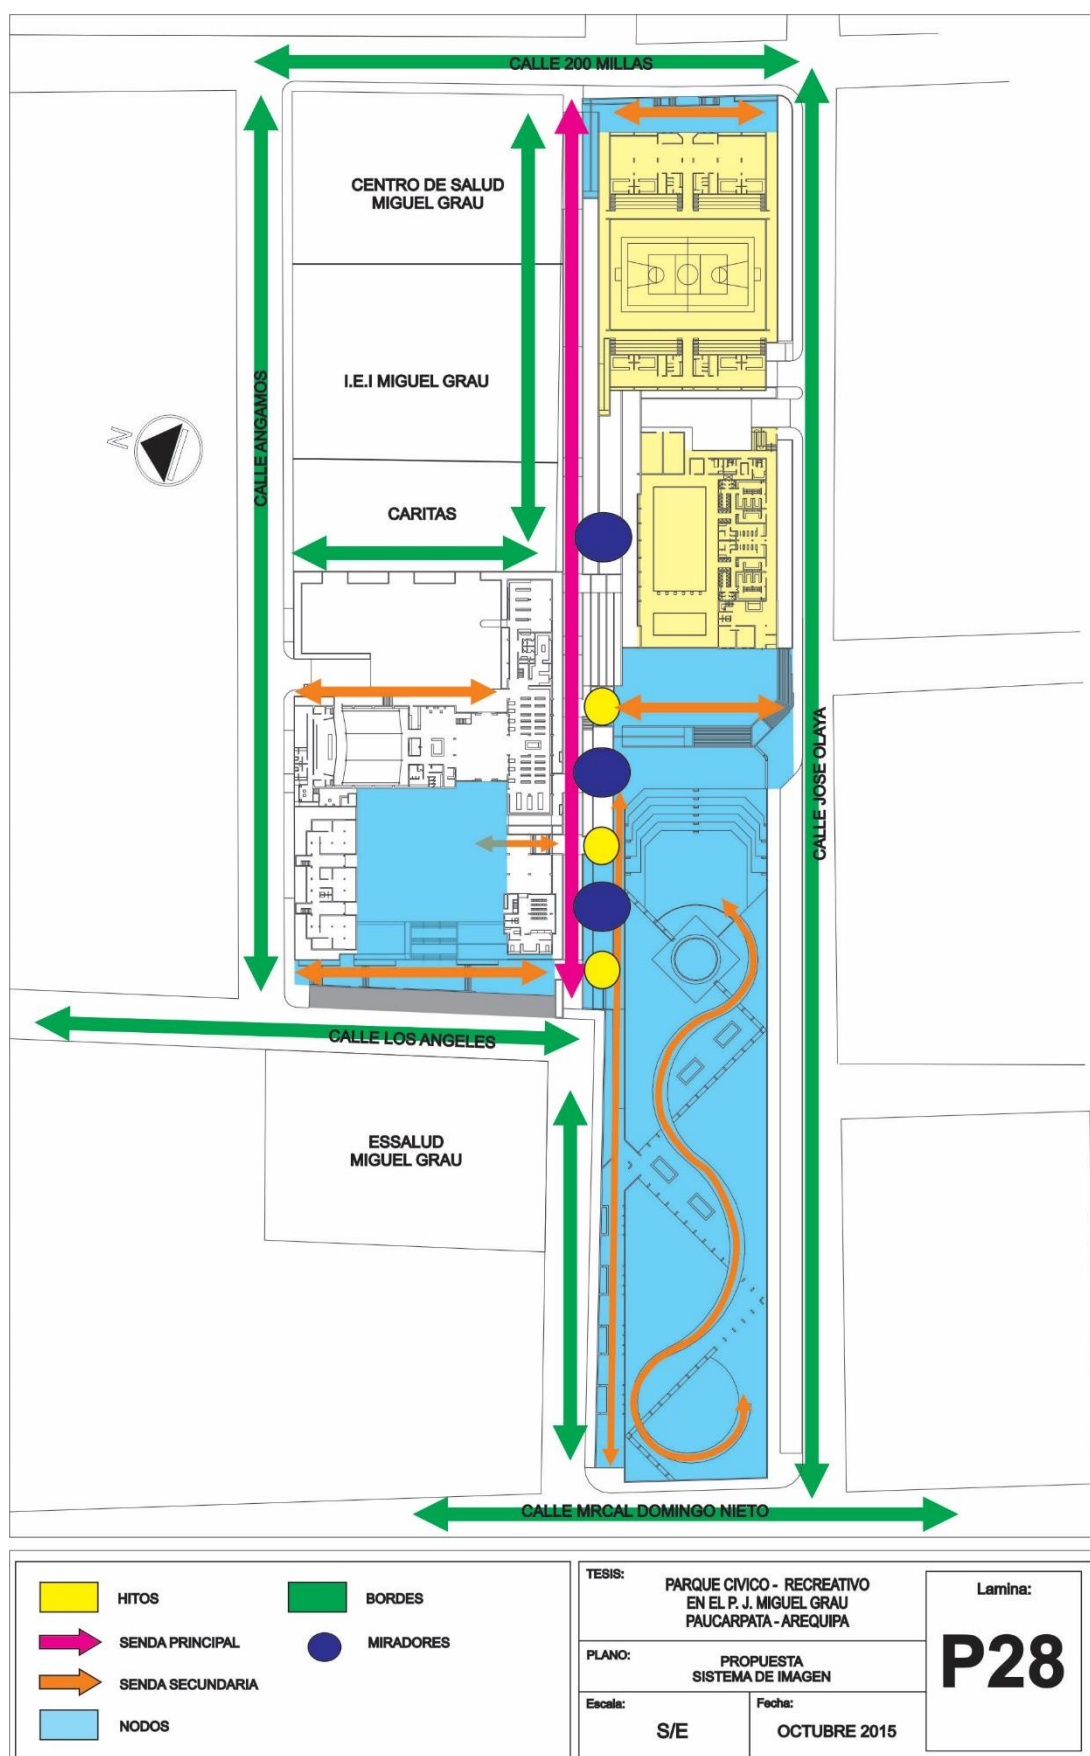 CALLE 200 MILLAS
CENTRO DE SALUD
MIGUEL GRAU
I.E.I MIGUEL GRAU
CALLE ANGAMOS
N
CARITAS
CALLE JOSE OLAYA
CALLE LOS ANGELES
ESSALUD
MIGUEL GRAU
CALLE MRCAL DOMINGO NIETO
HITOS
SENDA PRINCIPAL
SENDA SECUNDARIA
NODOS
BORDES
MIRADORES
TESIS:
PARQUE CIVICO - RECREATIVO
EN EL P. J. MIGUEL GRAU
PAUCARPATA - AREQUIPA
PLANO:
PROPUESTA
SISTEMA DE IMAGEN
Escala:
S/E
Fecha:
OCTUBRE 2015
Lamina:
P28